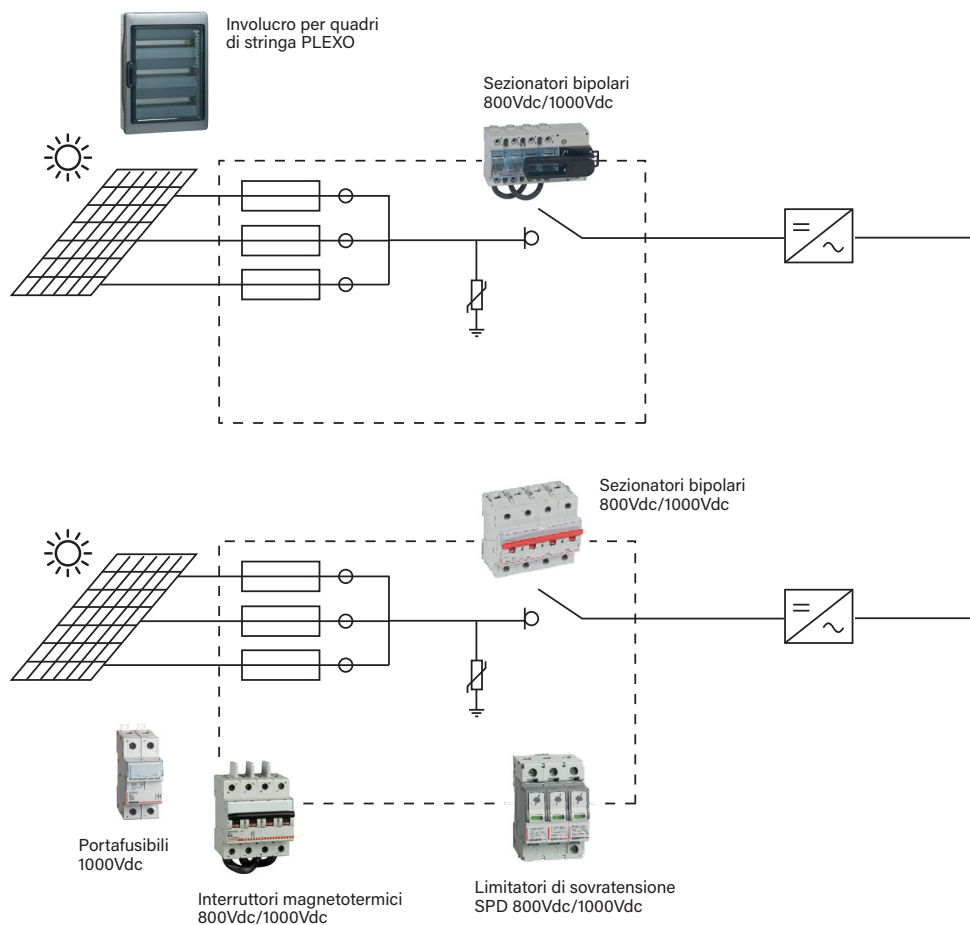 Involucro per quadri
di stringa PLEXO
Sezionatori bipolari
800Vdc/1000Vdc
Sezionatori bipolari
800Vdc/1000Vdc
Portafusibili
1000Vdc
Interruttori magnetotermici
800Vdc/1000Vdc
Limitatori di sovratensione
SPD 800Vdc/1000Vdc